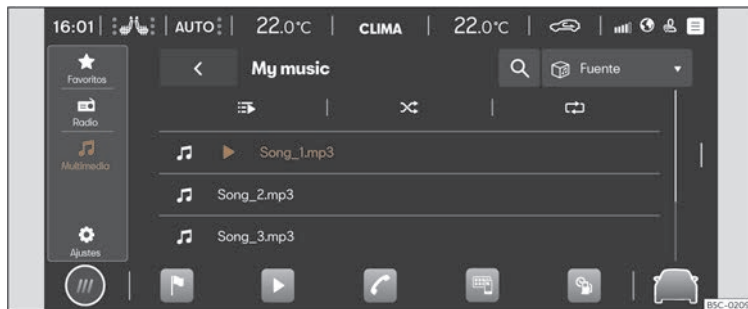 16:01 AUTO 22.0°C CLIMA 22.0°C
Favoritos
My music
Fuente
Radio
Multimedia
Song_1.mp3
Song_2.mp3
Song_3.mp3
Ajustes
BSC-0209